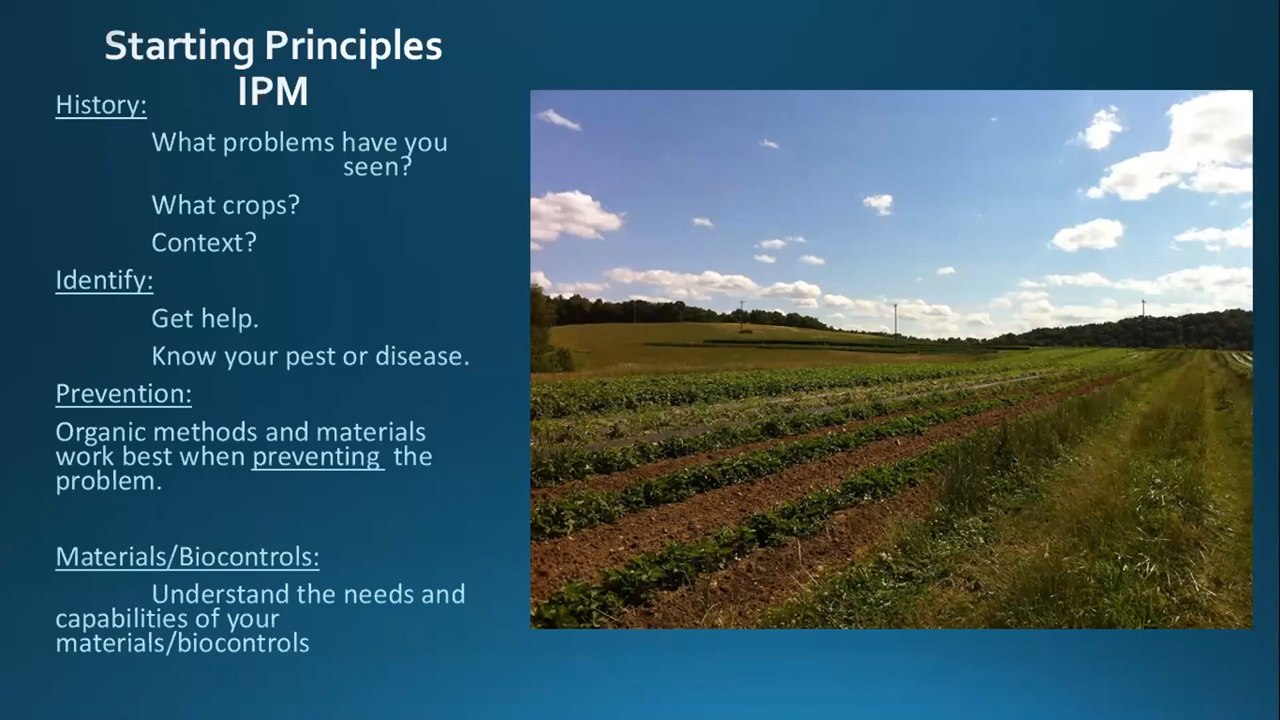 Starting Principles
IPM
History:
What problems have you
seen?
What crops?
Context?
Identify:
Get help.
Know your pest or disease.
Prevention:
Organic methods and materials
work best when preventing the
problem.
Materials/Biocontrols:
Understand the needs and
capabilities of your
materials/biocontrols